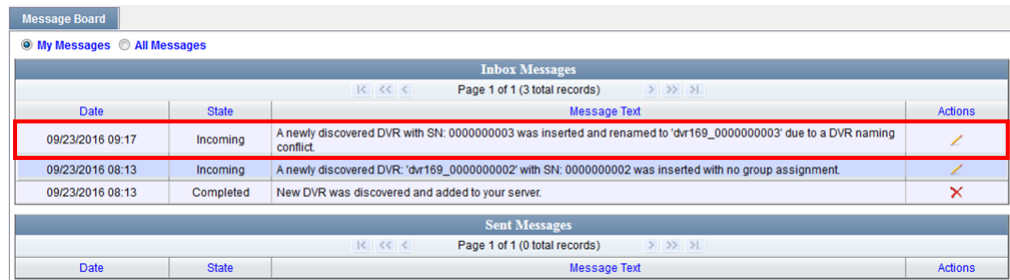 Message Board
My Messages All Messages
Inbox Messages
Page 1 of 1 (3 total records)
Date State Message Text Actions
09/23/2016 09:17 Incoming A newly discovered DVR with SN: 0000000003 was inserted and renamed to 'dvr169_0000000003' due to a DVR naming
conflict.
09/23/2016 08:13 Incoming A newly discovered DVR: 'dvr169_0000000002' with SN: 0000000002 was inserted with no group assignment.
09/23/2016 08:13 Completed New DVR was discovered and added to your server.
Sent Messages
Page 1 of 1 (0 total records)
Date State Message Text Actions